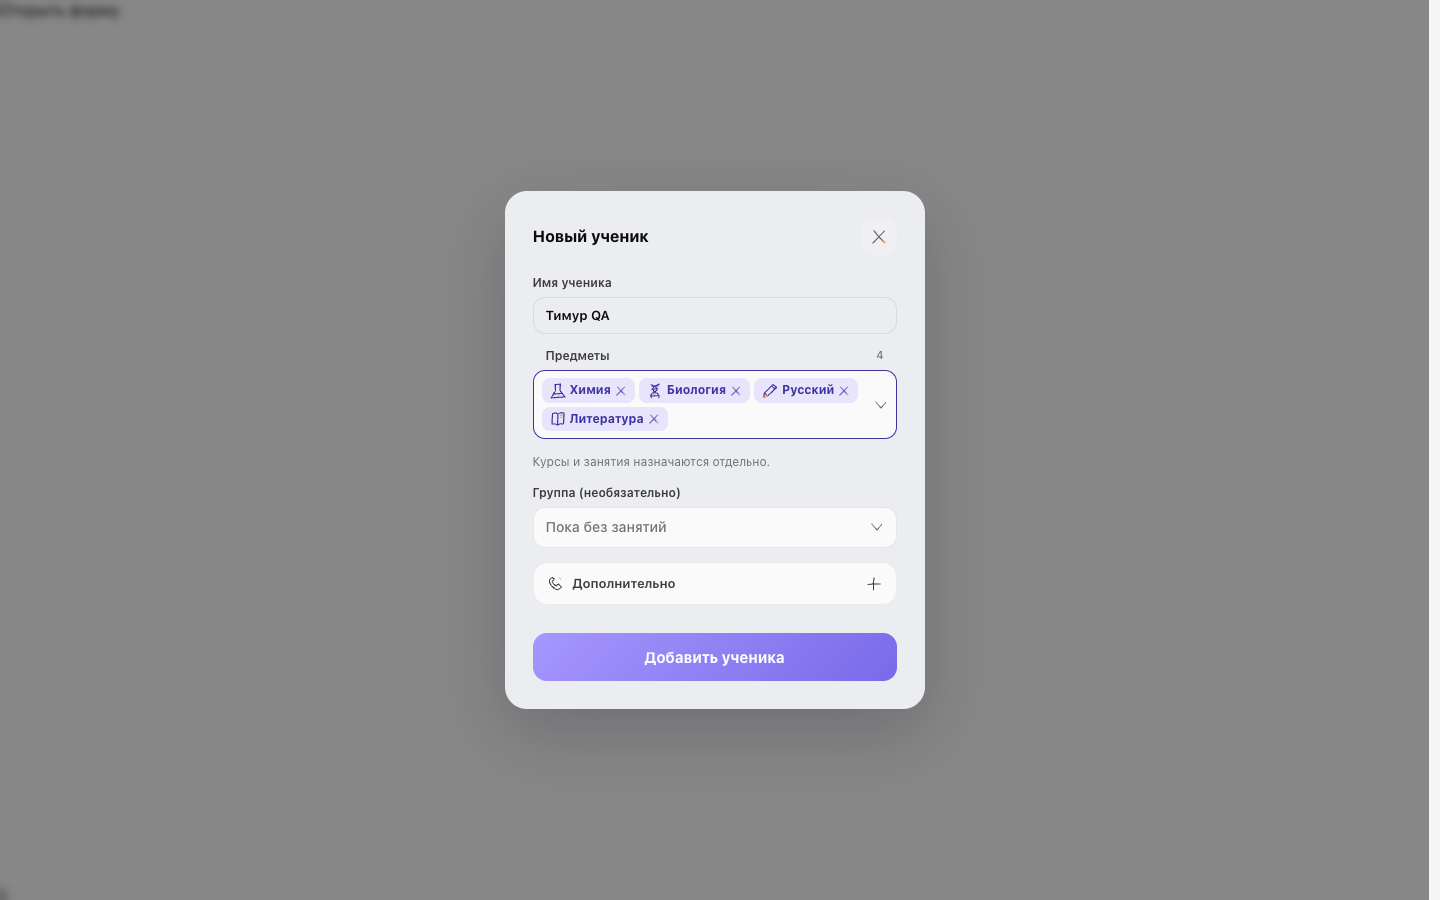 Новый ученик
Имя ученика
Тимур QA
Предметы 4
Химия Биология Русский
Литература
Курсы и занятия назначаются отдельно.
Группа (необязательно)
Пока без занятий
Дополнительно
Добавить ученика